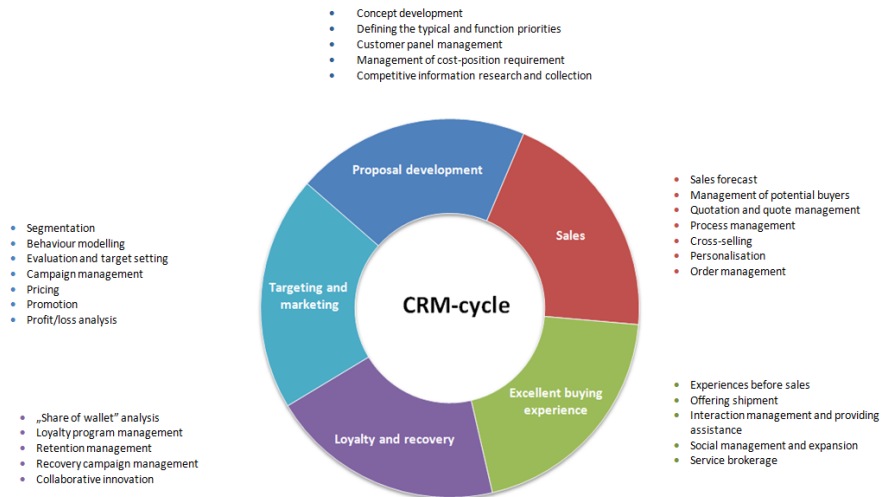 Concept development
Defining the typical and function priorities
Customer panel management
Management of cost-position requirement
Competitive information research and collection
Proposal development
Sales
Sales forecast
Management of potential buyers
Quotation and quote management
Process management
Cross-selling
Personalisation
Order management
Segmentation
Behaviour modelling
Evaluation and target setting
Campaign management
Pricing
Promotion
Profit/loss analysis
Targeting and
marketing
CRM-cycle
Excellent buying
experience
Experiences before sales
Offering shipment
Interaction management and providing
assistance
Social management and expansion
Service brokerage
Loyalty and recovery
„Share of wallet” analysis
Loyalty program management
Retention management
Recovery campaign management
Collaborative innovation